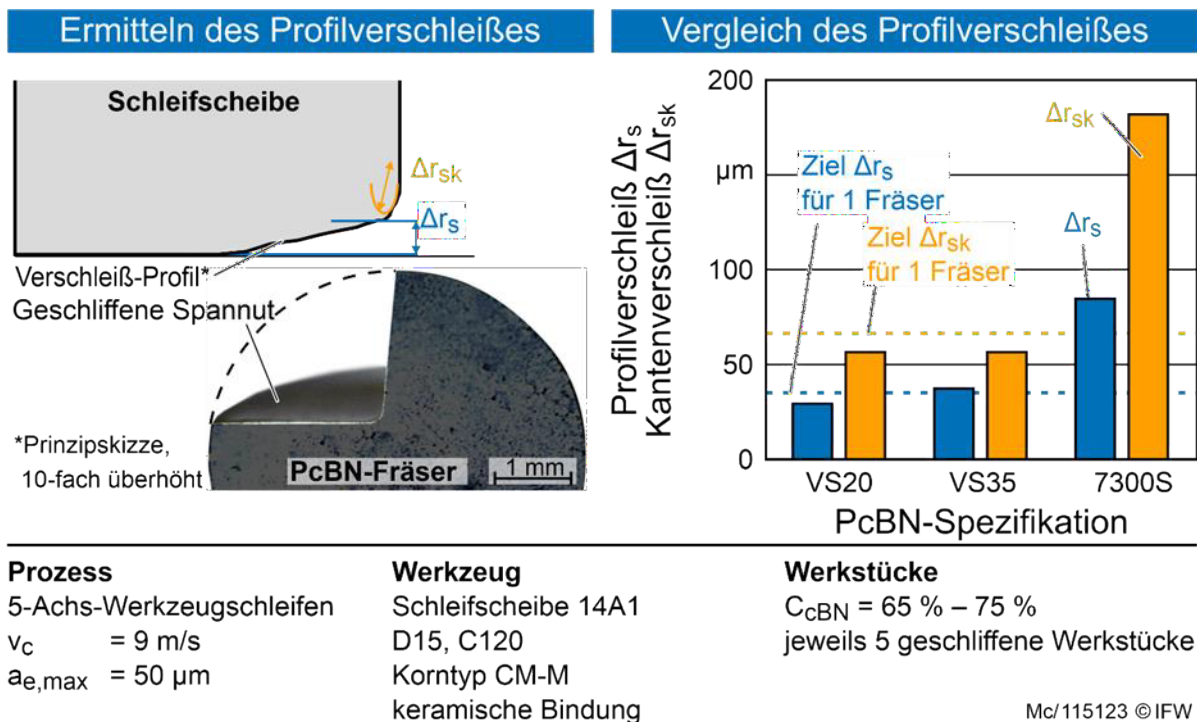 Ermitteln des Profilverschleißes
Schleifscheibe
Δrsk
Δrs
Verschleiß-Profil*
Geschliffene Spannut
*Prinzipskizze,
10-fach überhöht
PcBN-Fräser
1 mm
Vergleich des Profilverschleißes
Profilverschleiß Δrs
Kantenverschleiß Δrsk
200
µm
100
50
0
Ziel Δrs
für 1 Fräser
Ziel Δrsk
für 1 Fräser
Δrsk
Δrs
VS20 VS35 7300S
PcBN-Spezifikation
Prozess
5-Achs-Werkzeugschleifen
vc = 9 m/s
ae,max = 50 µm
Werkzeug
Schleifscheibe 14A1
D15, C120
Korntyp CM-M
keramische Bindung
Werkstücke
CcBN = 65 % – 75 %
jeweils 5 geschliffene Werkstücke
Mc/115123 © IFW